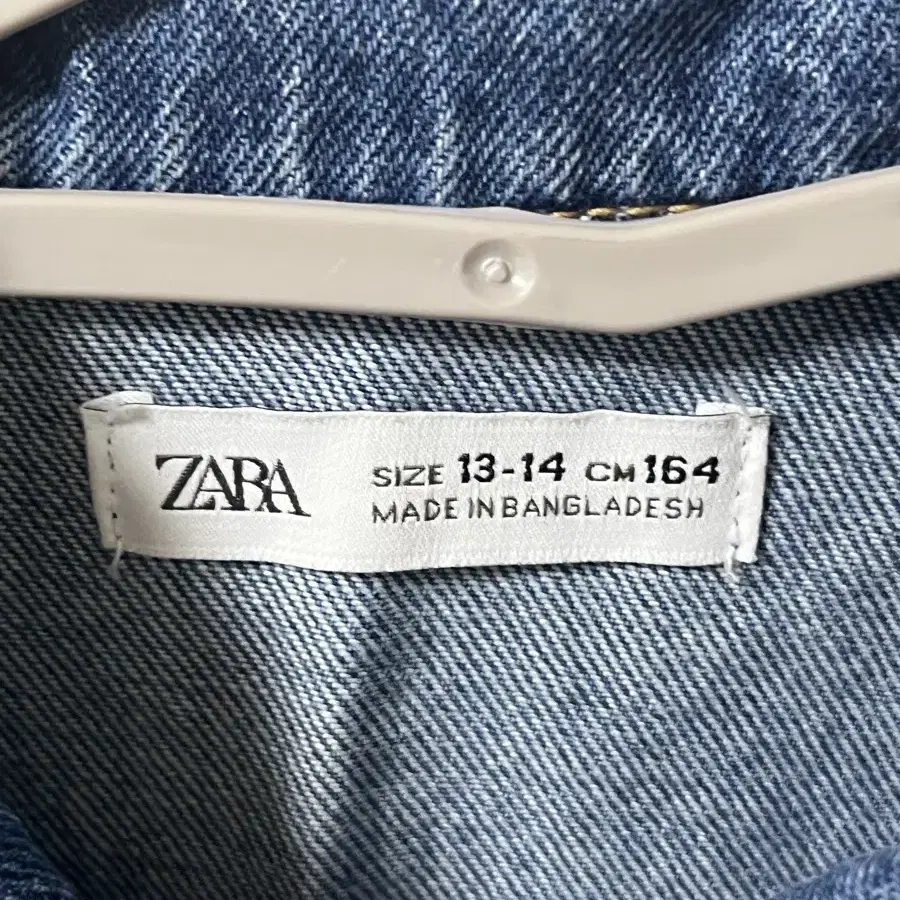 ZARA
SIZE 13-14 CM 164
MADE IN BANGLADESH